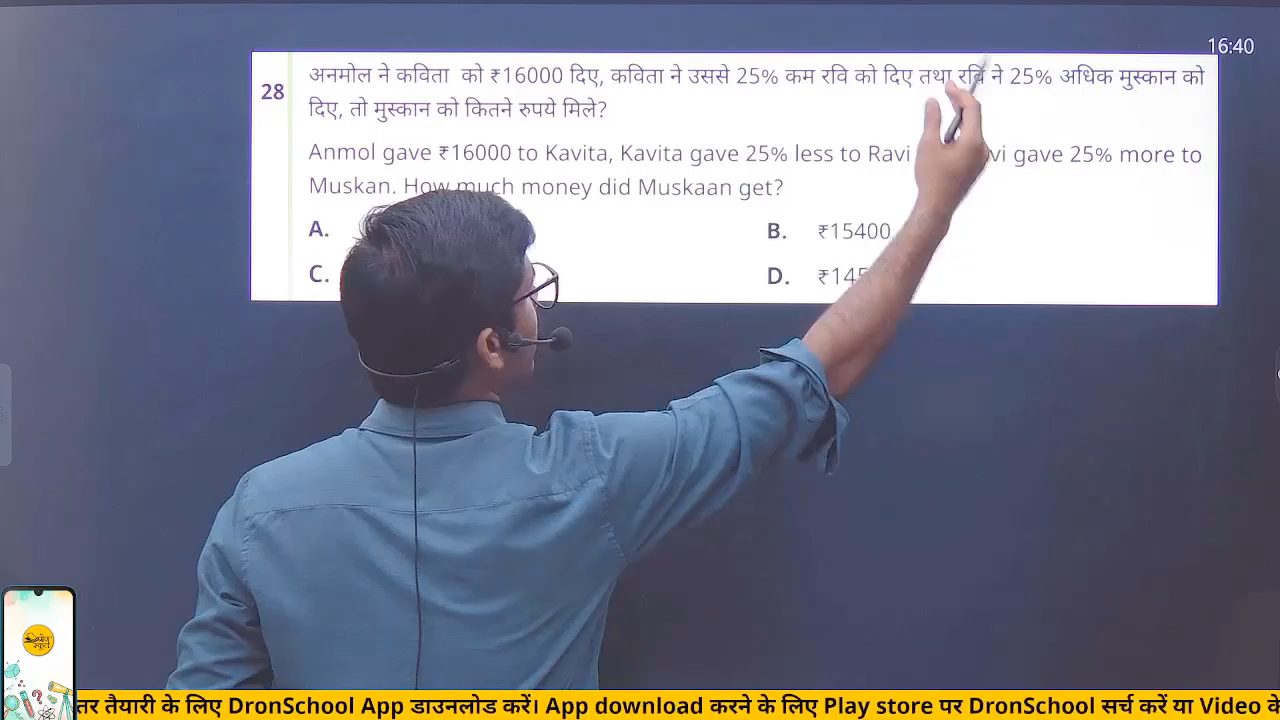 16:40
28
अनमोल ने कविता को ₹16000 दिए, कविता ने उससे 25% कम रवि को दिए तथा रवि ने 25% अधिक मुस्कान को
दिए, तो मुस्कान को कितने रुपये मिले?
Anmol gave ₹16000 to Kavita, Kavita gave 25% less to Ravi gave 25% more to
Muskan. How much money did Muskaan get?
A. B. ₹15400
C. D.
तर तैयारी के लिए DronSchool App डाउनलोड करें। App download करने के लिए Play store पर DronSchool सर्च करें या Video के